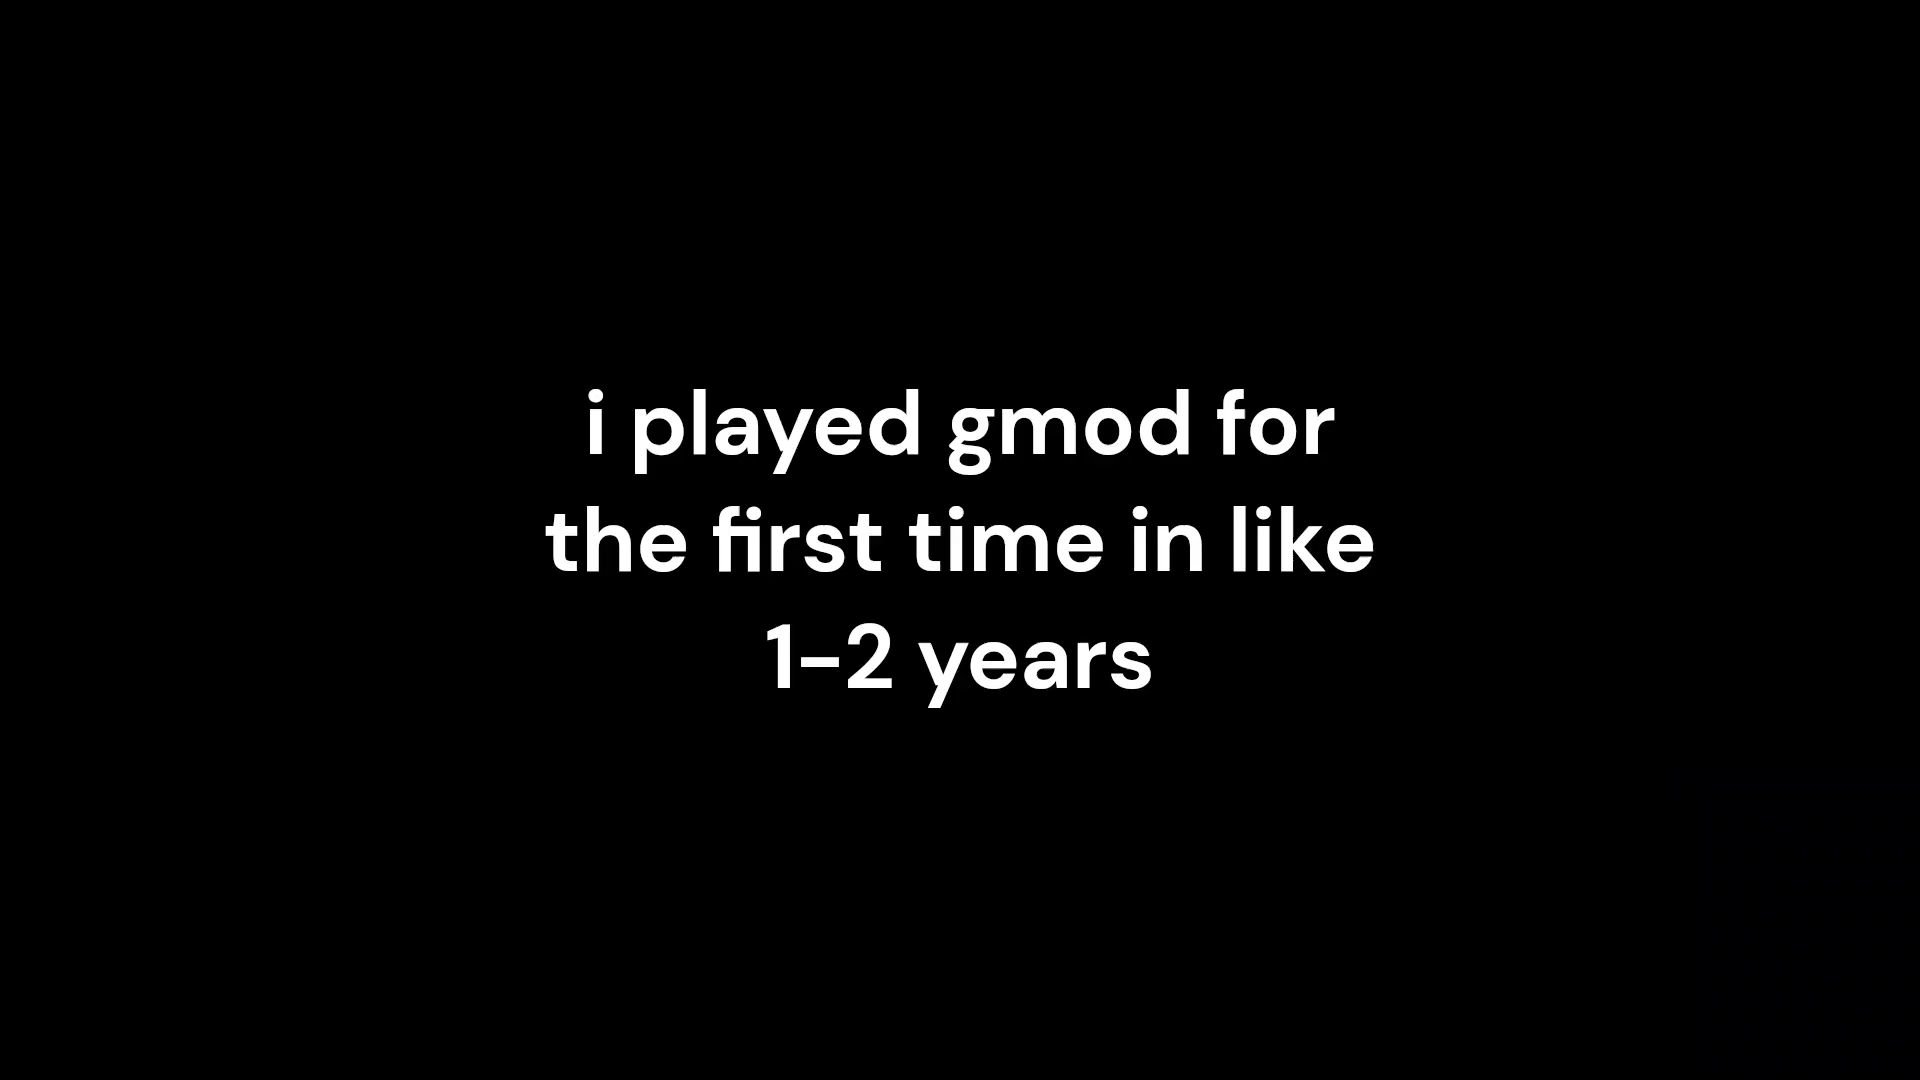 i played gmod for
the first time in like
1-2 years